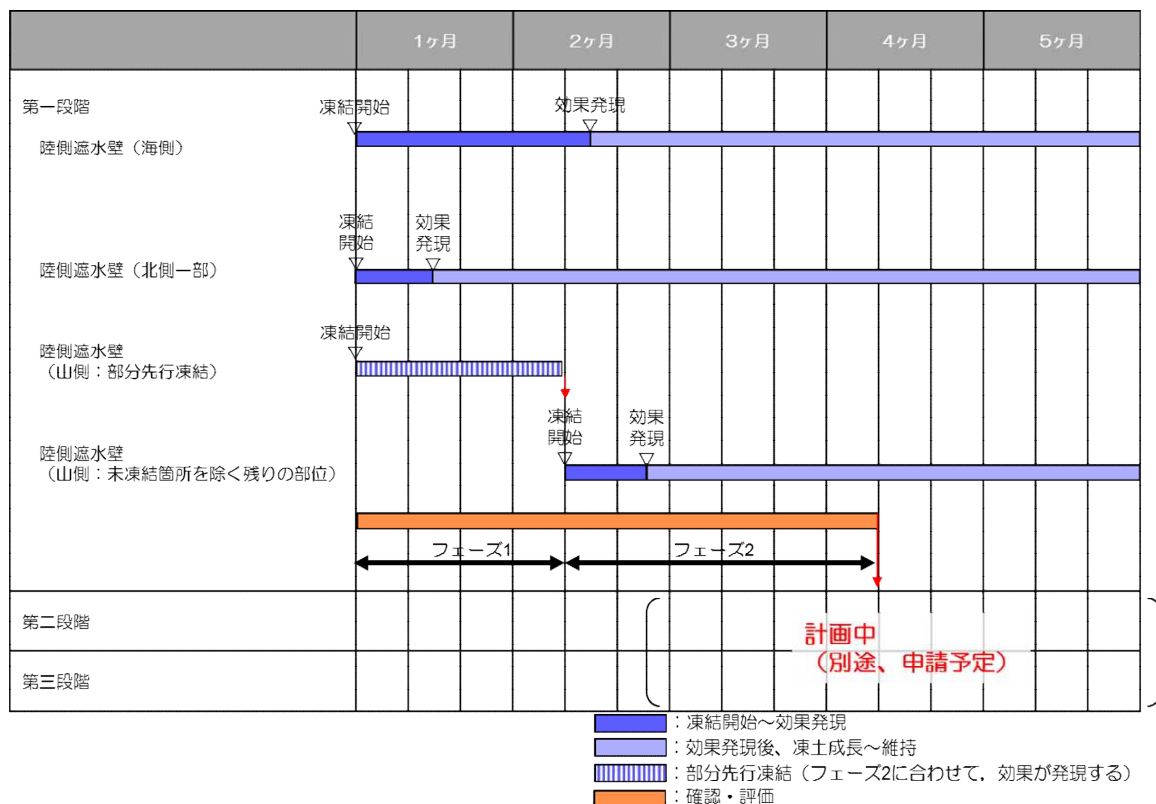 1ヶ月 2ヶ月 3ヶ月 4ヶ月 5ヶ月
第一段階
凍結開始
効果発現
陸側遮水壁（海側）
凍結
開始
効果
発現
陸側遮水壁（北側一部）
凍結開始
陸側遮水壁
（山側：部分先行凍結）
凍結
開始
効果
発現
陸側遮水壁
（山側：未凍結箇所を除く残りの部位）
フェーズ1
フェーズ2
第二段階
計画中
（別途、申請予定）
第三段階
：凍結開始～効果発現
：効果発現後、凍土成長～維持
：部分先行凍結（フェーズ2に合わせて，効果が発現する）
：確認・評価